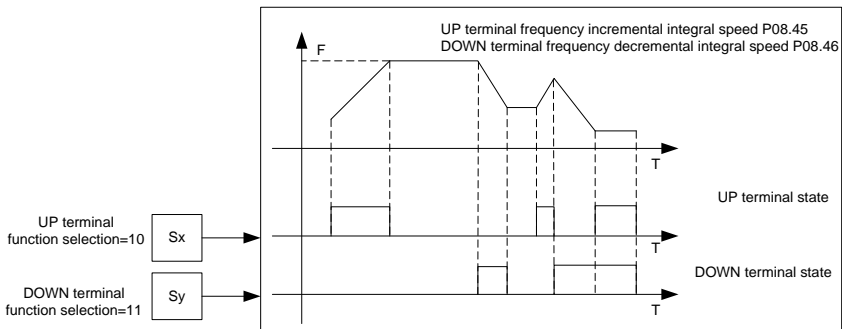 UP terminal frequency incremental integral speed P08.45
DOWN terminal frequency decremental integral speed P08.46
F
T
UP terminal state
UP terminal
function selection=10
Sx
T
DOWN terminal state
DOWN terminal
function selection=11
Sy
T